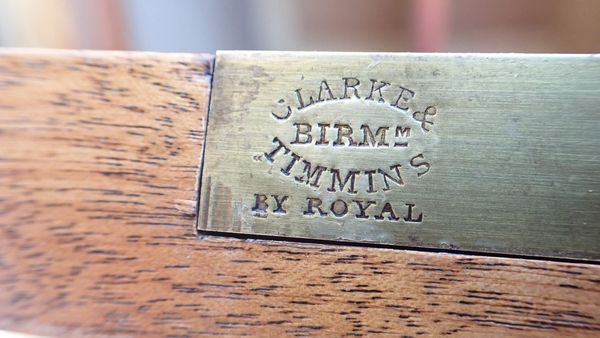 CLARKE &
BIRMM
TIMMINS
BY ROYAL